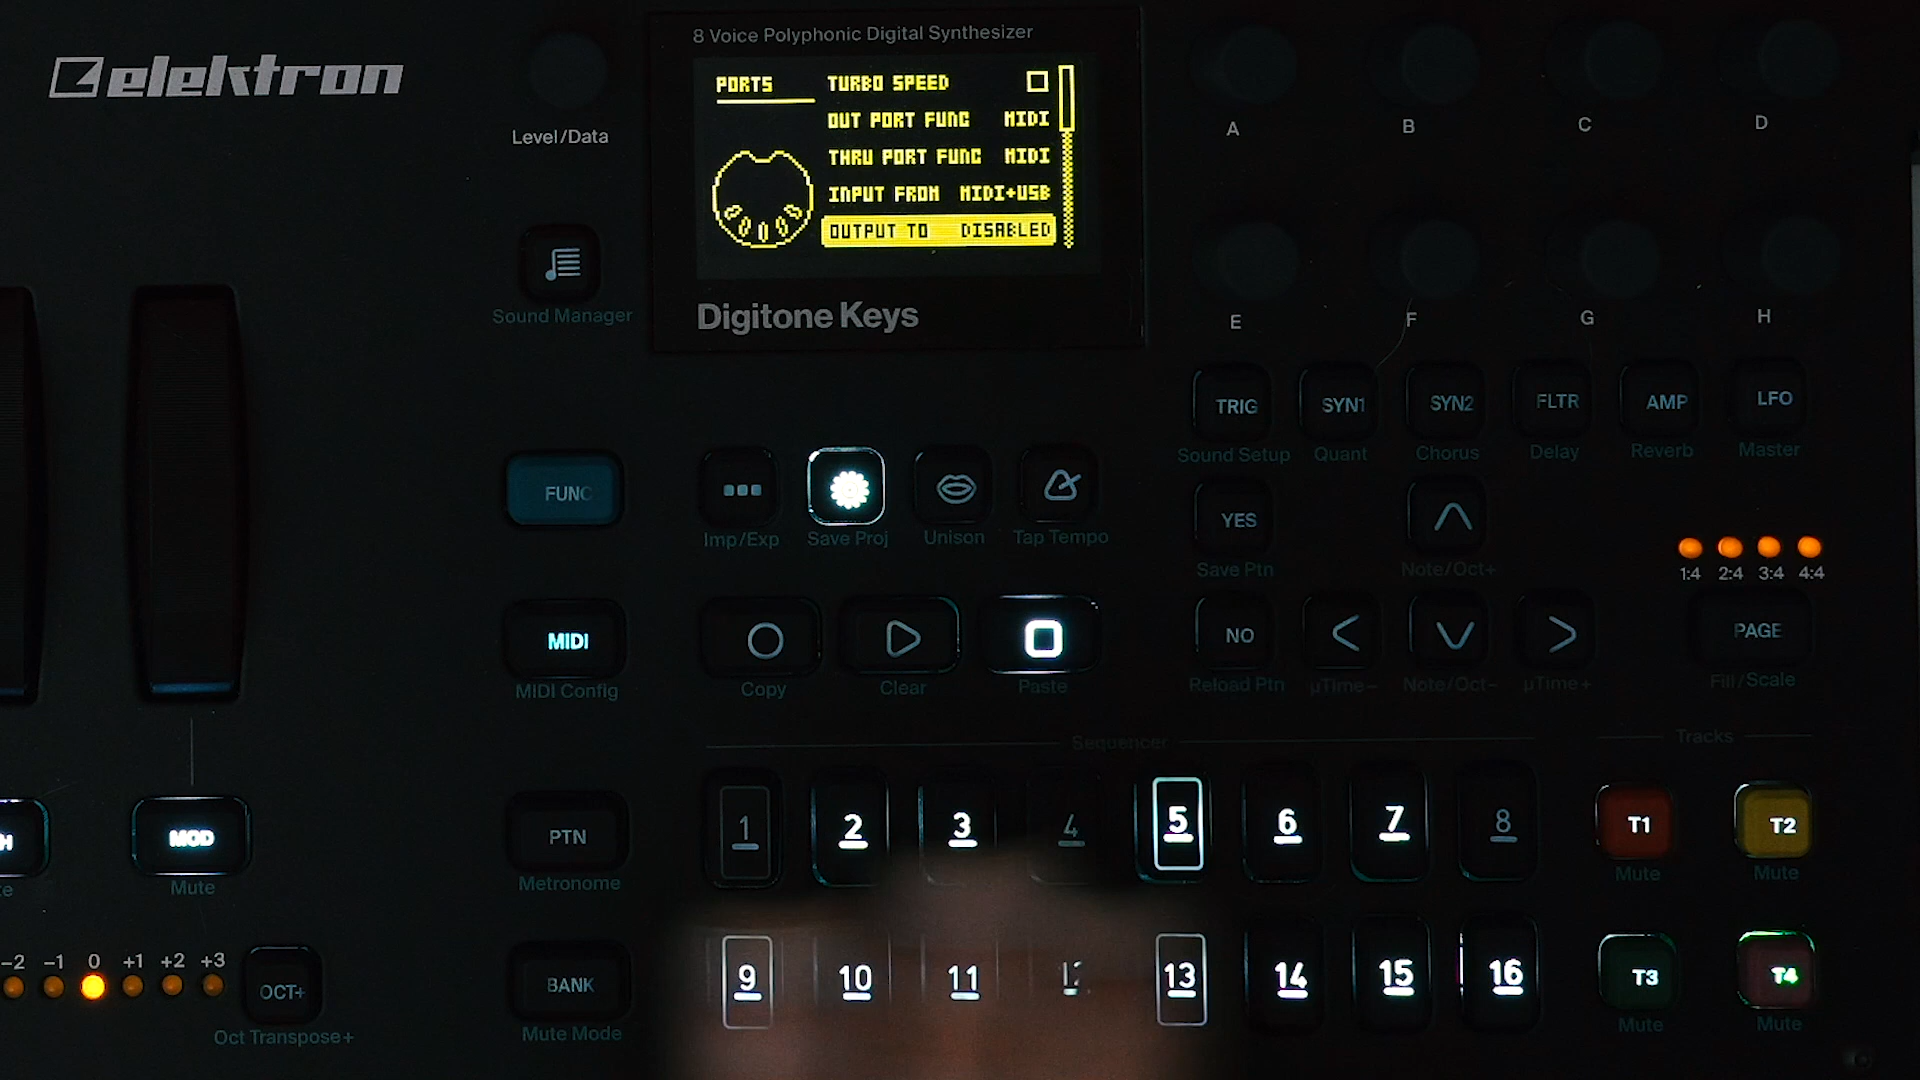 elektron
8 Voice Polyphonic Digital Synthesizer
PORTS
TURBO SPEED
OUT PORT FUNC MIDI
THRU PORT FUNC MIDI
INPUT FROM MIDI+USB
OUTPUT TO DISABLED
Digitone Keys
Level/Data
A B C D
Sound Manager
E F G H
TRIG SYN1 SYN2 FLTR AMP LFO
Sound Setup Quant Chorus Delay Reverb Master
FUNC
YES
Imp/Exp Save Proj Unison Tap Tempo
Save Ptn Note/Oct+
1:4 2:4 3:4 4:4
MIDI
NO PAGE
MIDI Config
Copy Clear Paste
Reload Ptn µTime− Note/Oct− µTime+ Fill/Scale
Sequencer Tracks
MOD
PTN
1 2 3 4 5 6 7 8
T1 T2
Mute
Metronome
Mute Mute
−2 −1 0 +1 +2 +3
OCT+
BANK
9 10 11 12 13 14 15 16
T3 T4
Oct Transpose+
Mute Mode
Mute Mute